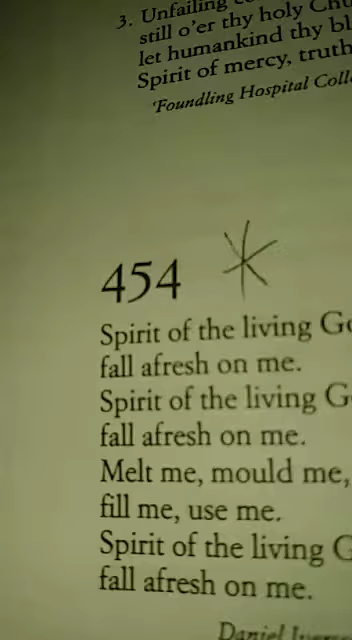 3. Unfailing
still o'er thy holy
let humankind thy
Spirit of mercy, truth
'Foundling Hospital
454
Spirit of the living
fall afresh on me.
Spirit of the living
fall afresh on me.
Melt me, mould me,
fill me, use me.
Spirit of the living
fall afresh on me.
Daniel